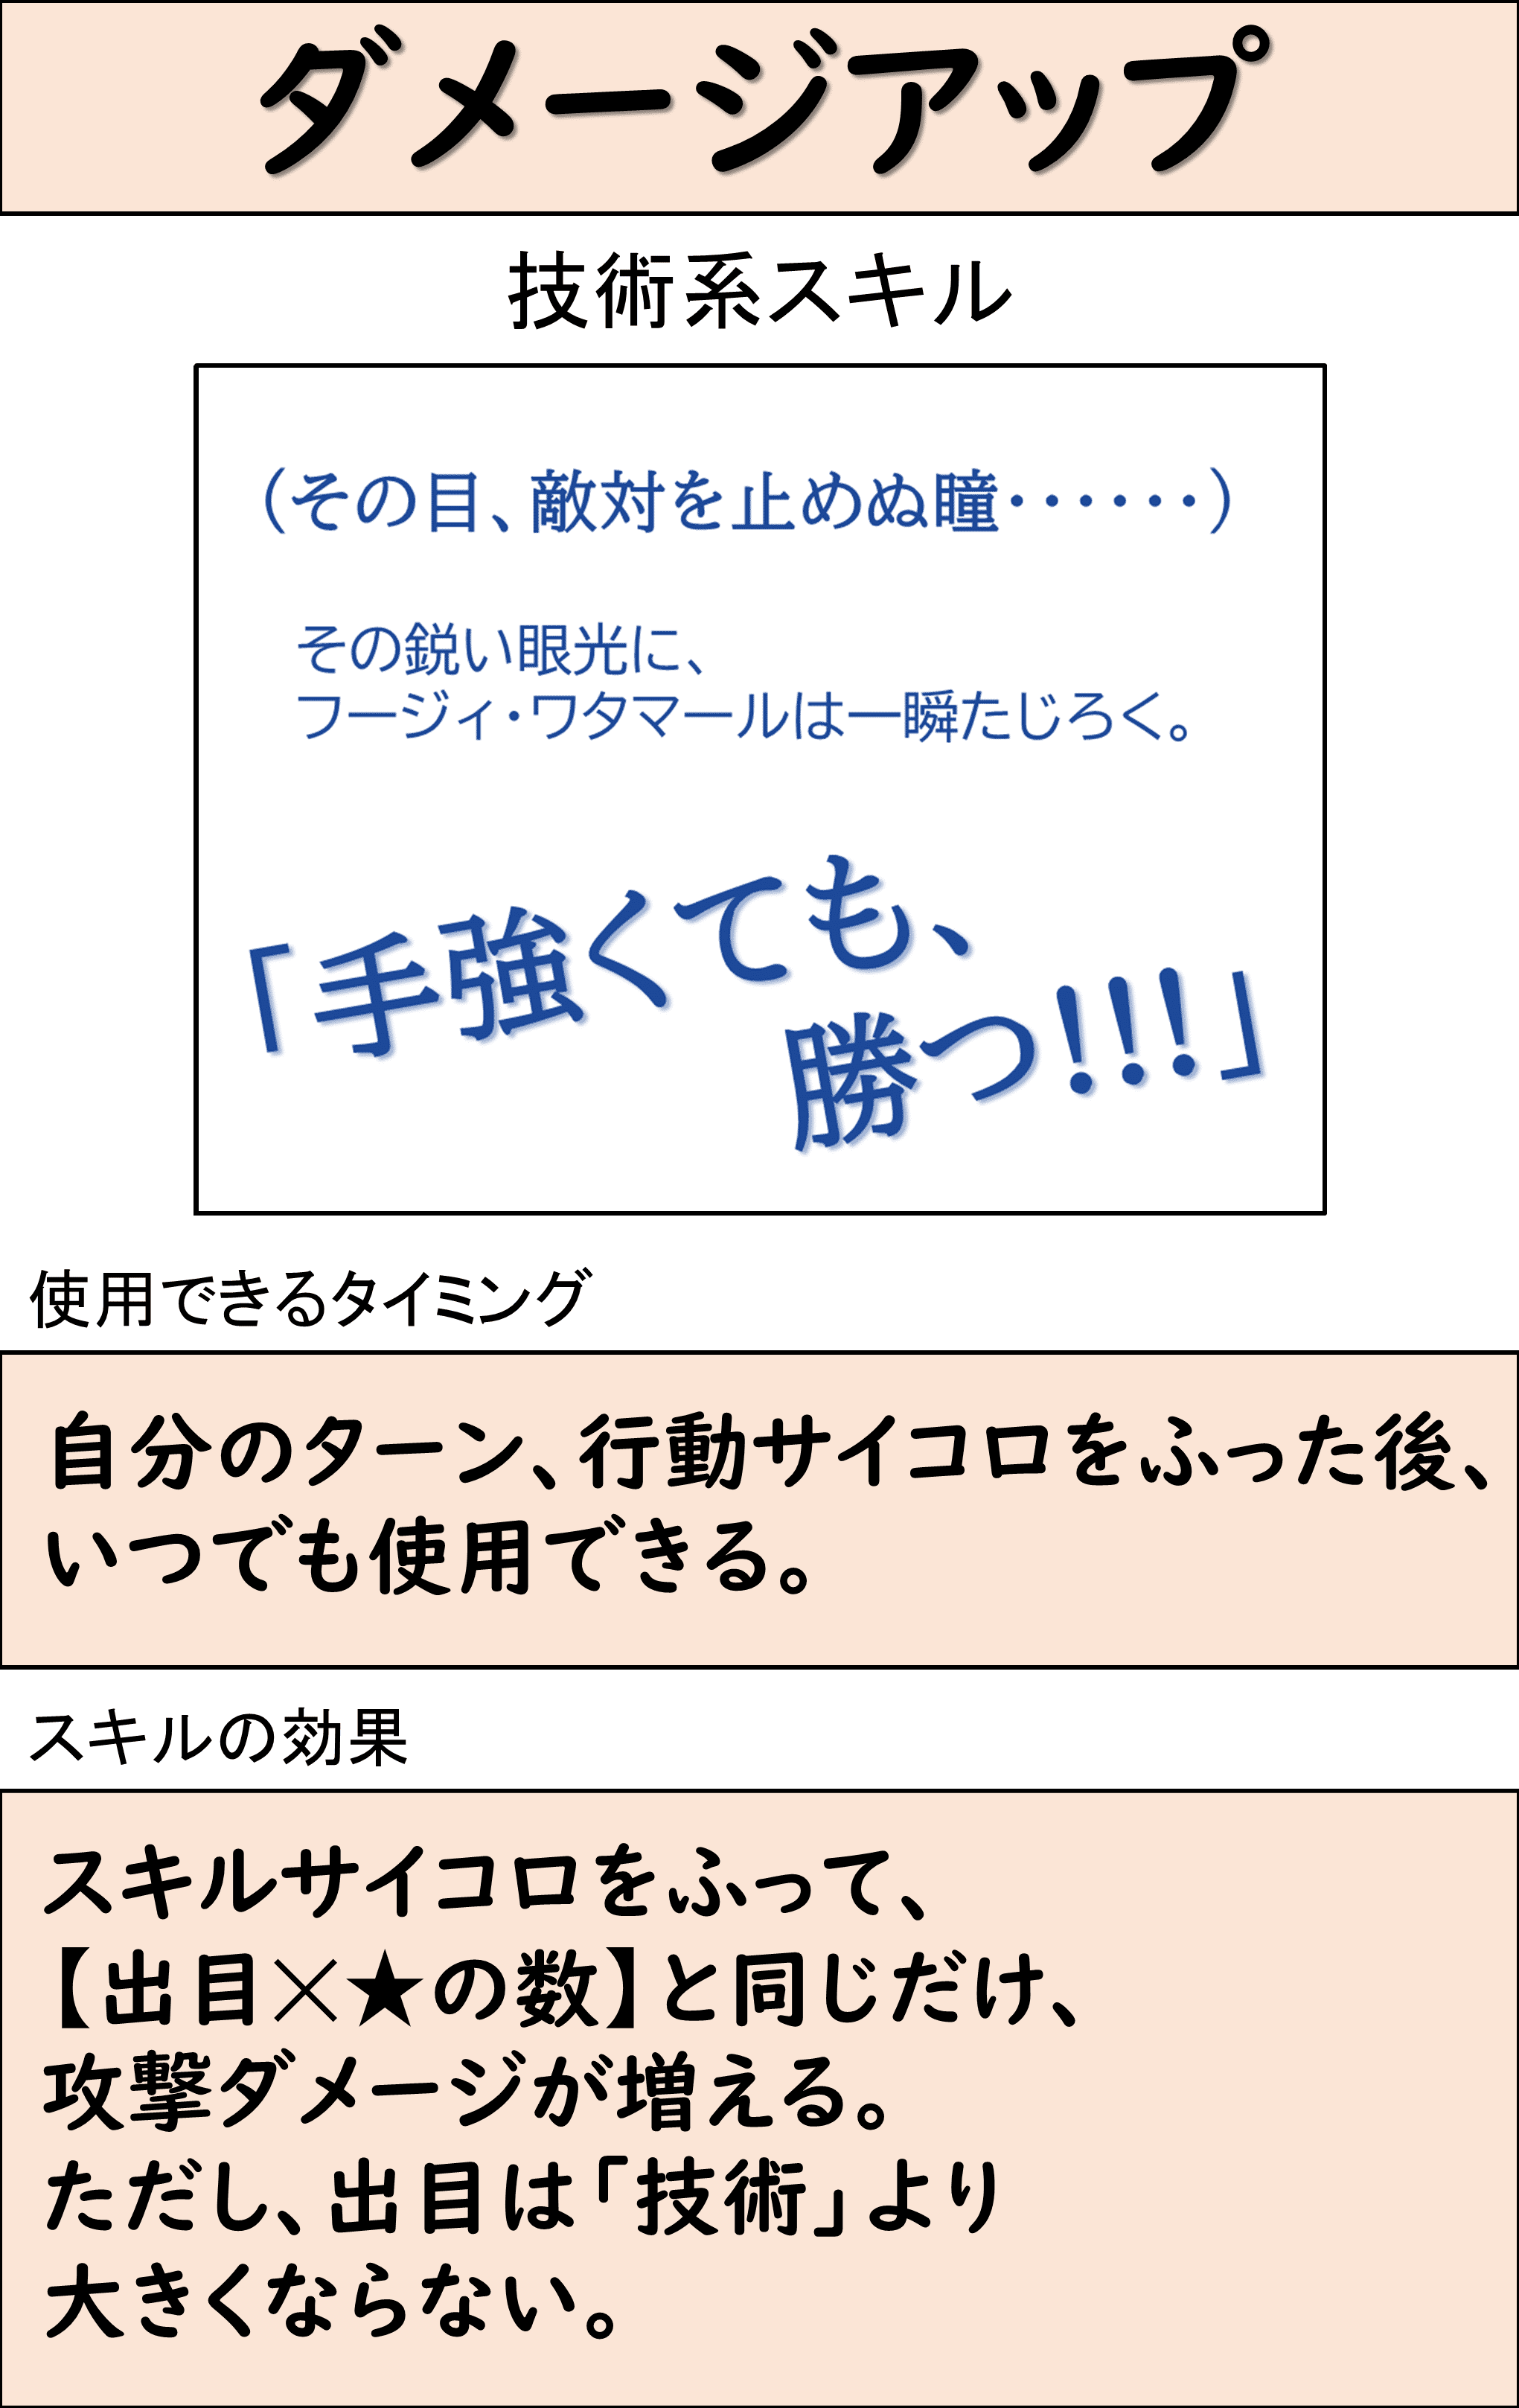 ダメージアップ
技術系スキル
（その目、敵対を止めぬ瞳・・・・・・）
その鋭い眼光に、
フージィ・ワタマールは一瞬たじろく。
「手強くても、
勝つ!!!」
使用できるタイミング
自分のターン、行動サイコロをふった後、
いつでも使用できる。
スキルの効果
スキルサイコロをふって、
【出目×★の数】と同じだけ、
攻撃ダメージが増える。
ただし、出目は「技術」より
大きくならない。